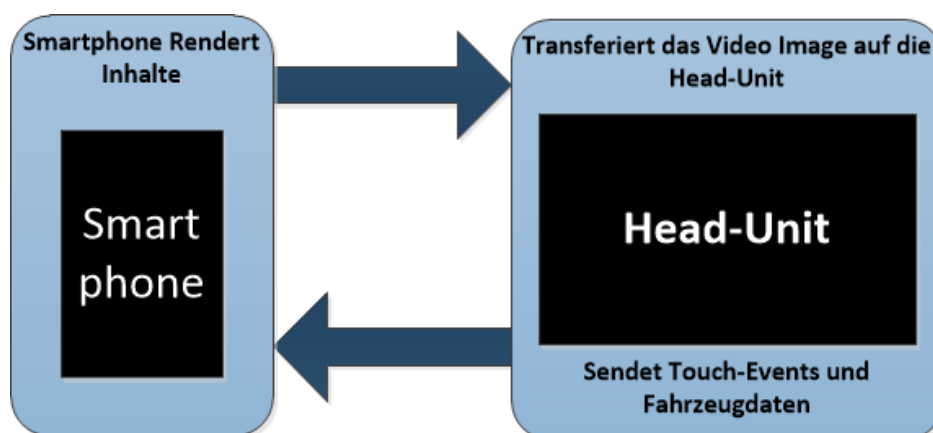 Smartphone Rendert
Inhalte
Smart
phone
Transferiert das Video Image auf die
Head-Unit
Head-Unit
Sendet Touch-Events und
Fahrzeugdaten